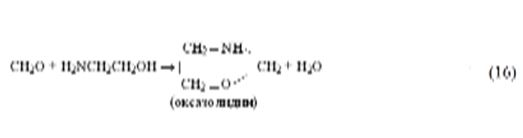 CH₂ – NH
CH₂O + H₂NCH₂CH₂OH → | CH₂ + H₂O (16)
CH₂ – O
(оксазолидин)